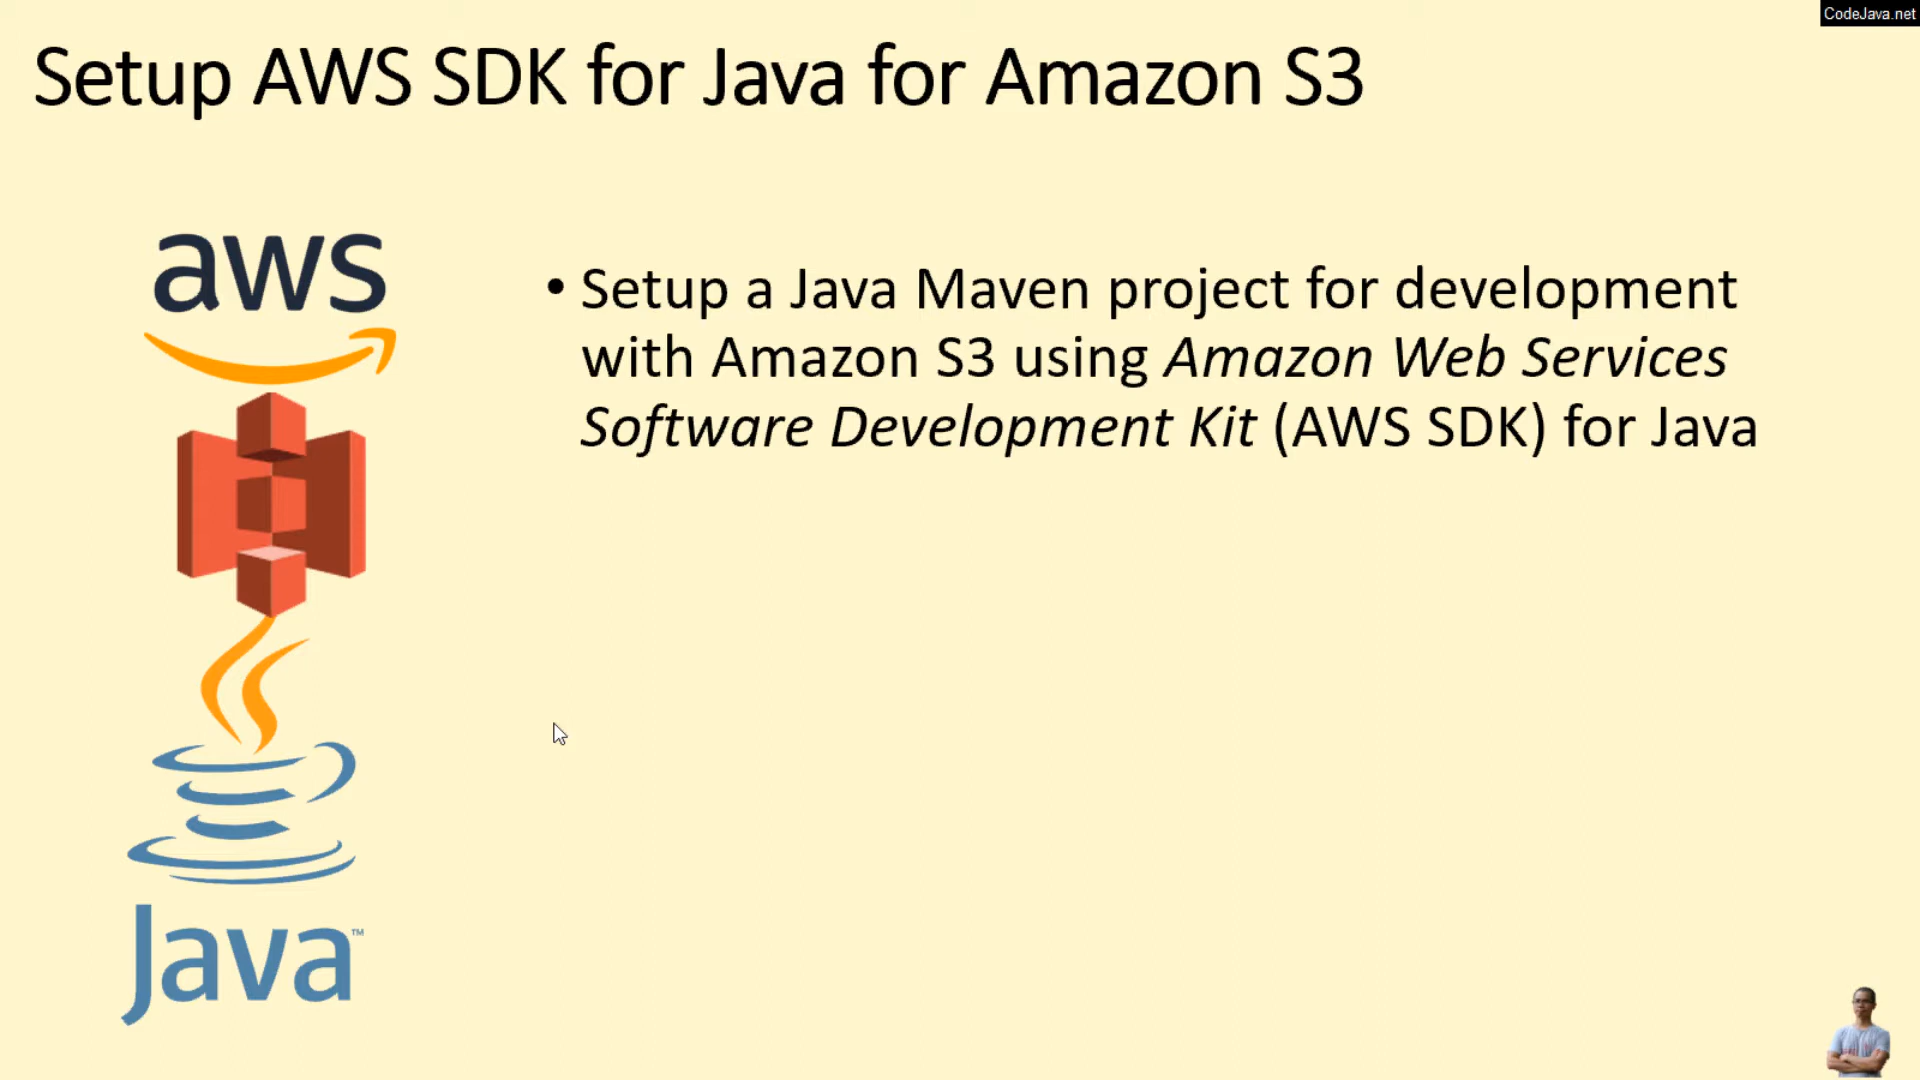 CodeJava.net
Setup AWS SDK for Java for Amazon S3
aws
• Setup a Java Maven project for development
with Amazon S3 using Amazon Web Services
Software Development Kit (AWS SDK) for Java
Java™